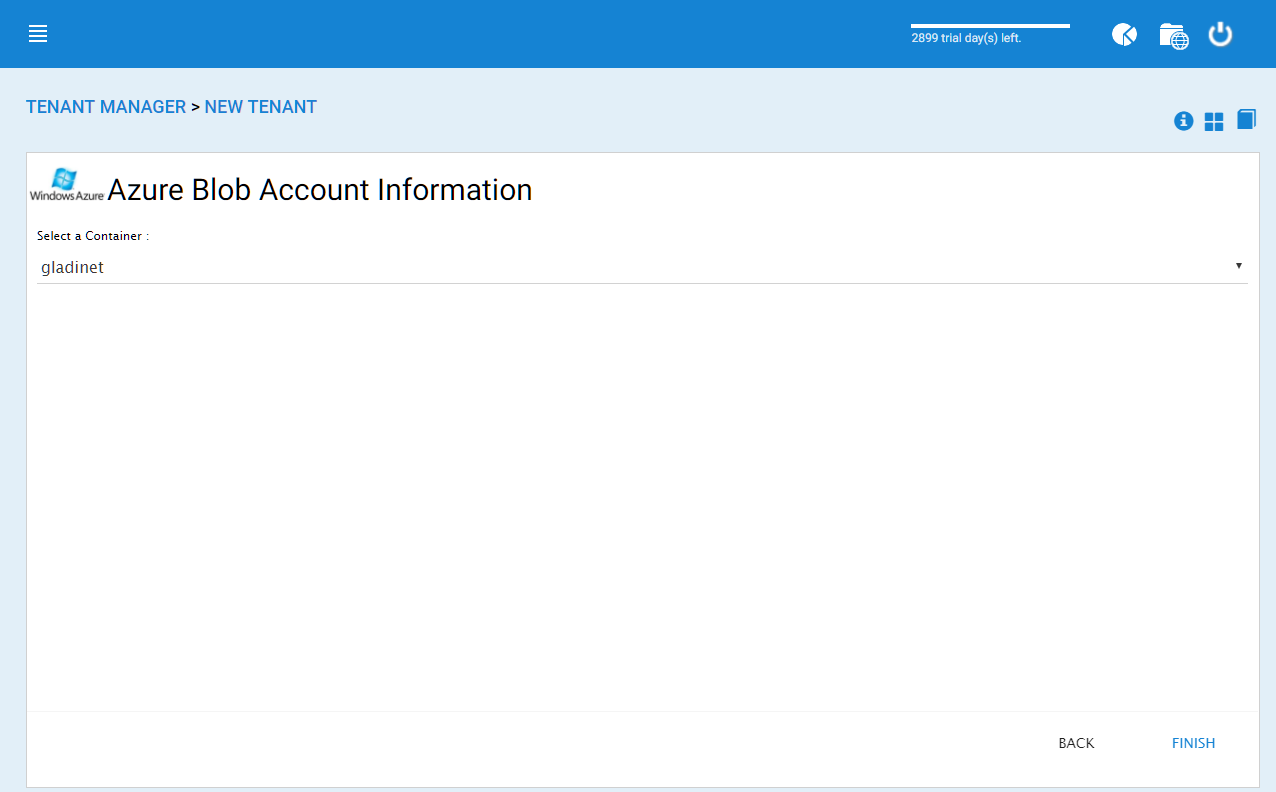 2899 trial day(s) left.
TENANT MANAGER > NEW TENANT
Windows Azure
Azure Blob Account Information
Select a Container :
gladinet
BACK
FINISH